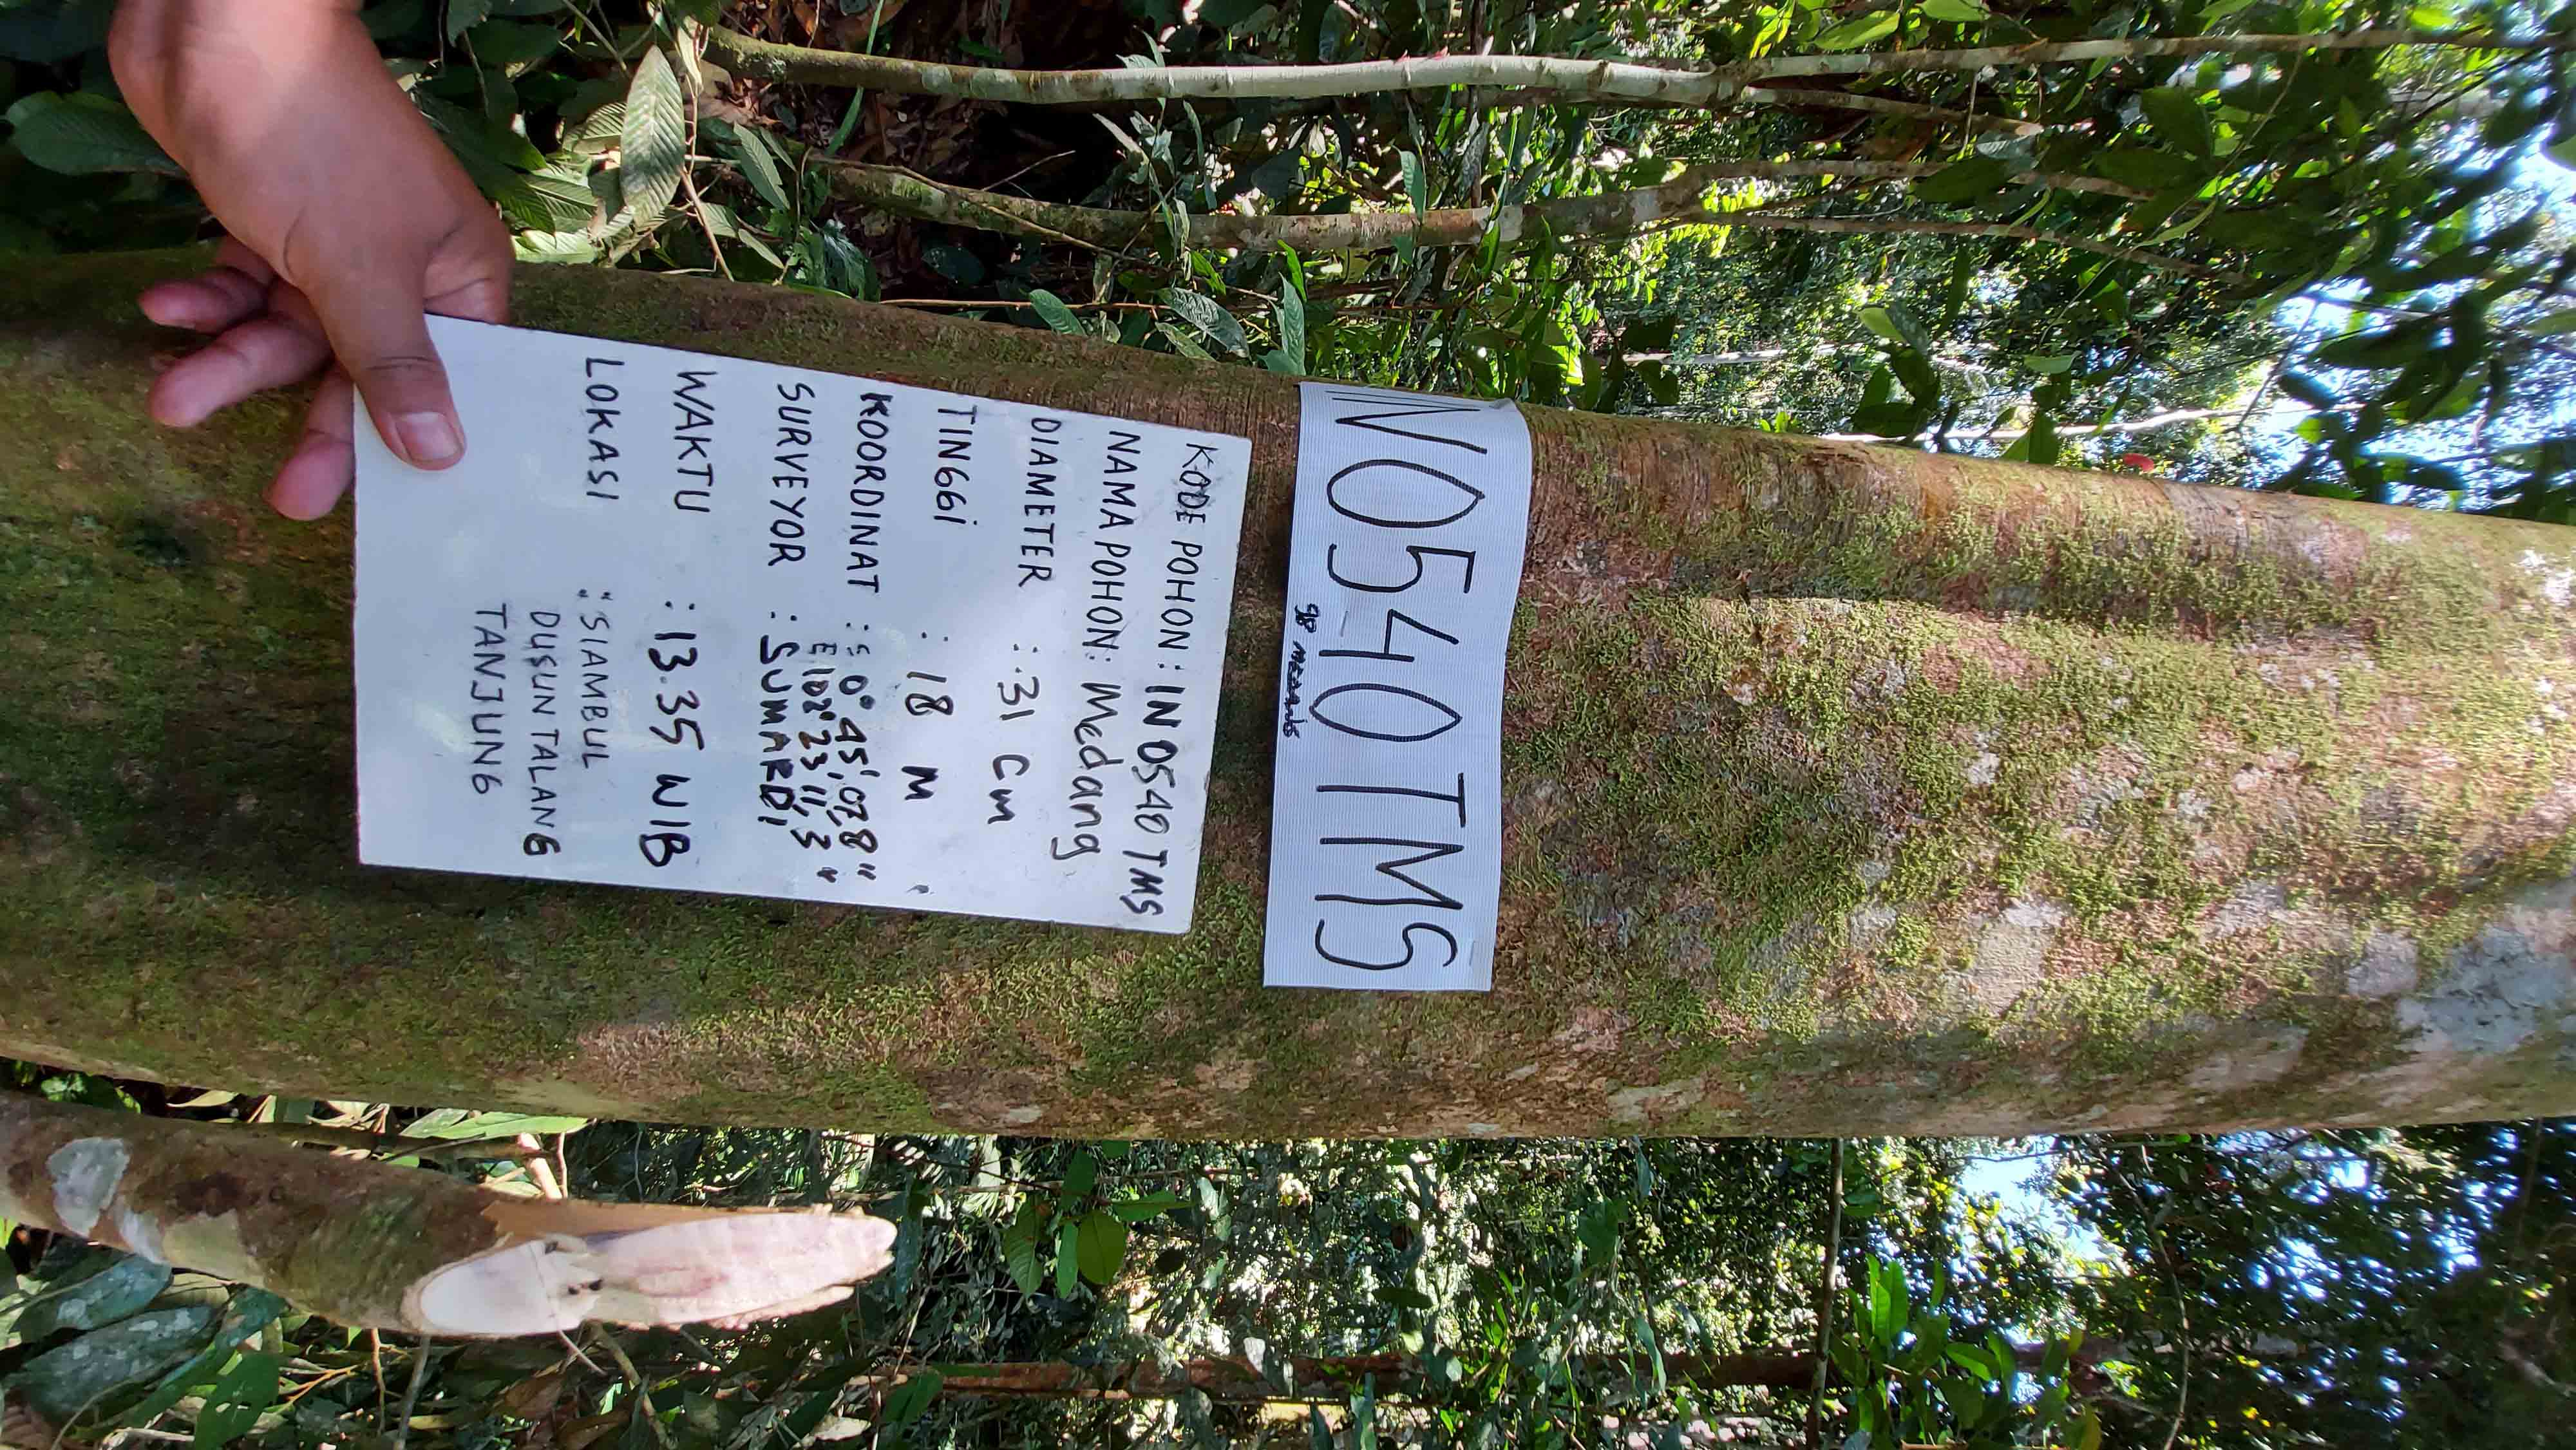 IN0540TMS
98 MEDANG
KODE POHON : IN 0540 TMS
NAMA POHON : Medang
DIAMETER : 31 Cm
TINGGi : 18 M
KOORDINAT : S 0° 45', 07,8"
E 102° 23' 11,3"
SURVEYOR : SUMARDI
WAKTU : 13.35 WIB
LOKASI : SIAMBUL
DUSUN TALANG
TANJUNG